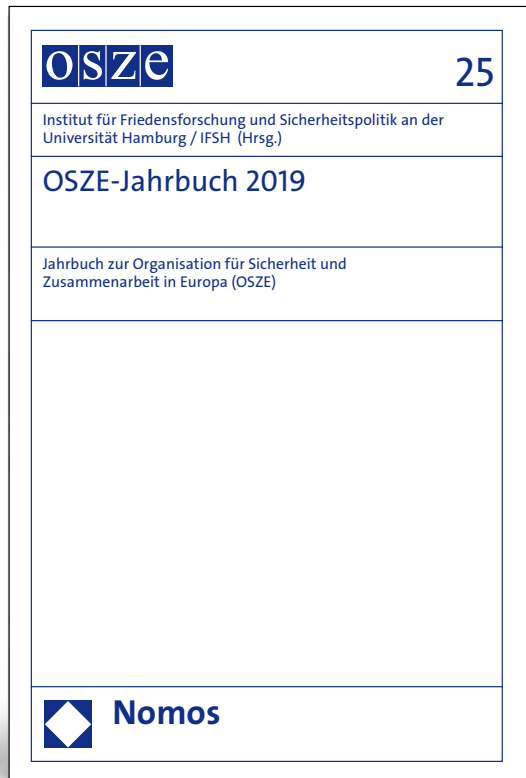 osze
25
Institut für Friedensforschung und Sicherheitspolitik an der
Universität Hamburg / IFSH (Hrsg.)
OSZE-Jahrbuch 2019
Jahrbuch zur Organisation für Sicherheit und
Zusammenarbeit in Europa (OSZE)
Nomos